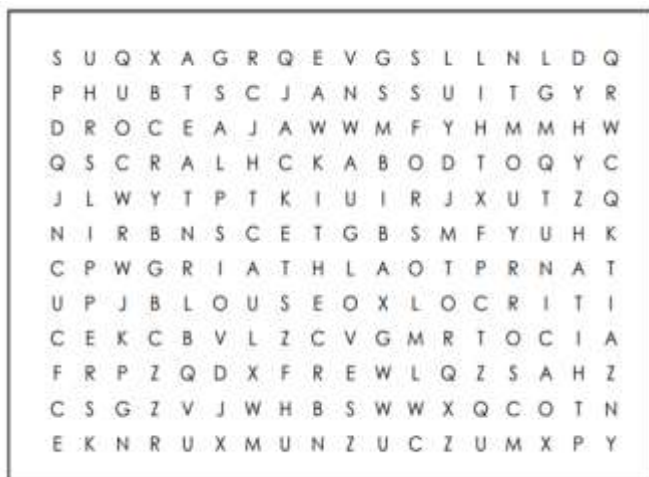 S U Q X A G R Q E V G S L L N L D Q
P H U B T S C J A N S S U I T G Y R
D R O C E A J A W W M F Y H M M H W
Q S C R A L H C K A B O D T O Q Y C
J L W Y T P T K I U I R J X U T Z Q
N I R B N S C E T G B S M F Y U H K
C P W G R I A T H L A O T P R N A T
U P J B L O U S E O X L O C R I T I
C E K C B V L Z C V G M R T O C I A
F R P Z Q D X F R E W L Q Z S A H Z
C S G Z V J W H B S W W X Q C O T N
E K N R U X M U N Z U C Z U M X P Y